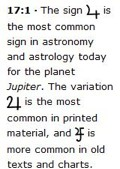 17:1 · The sign ♃ is
the most common
sign in astronomy
and astrology today
for the planet
Jupiter. The variation
is the most
common in printed
material, and is
more common in old
texts and charts.